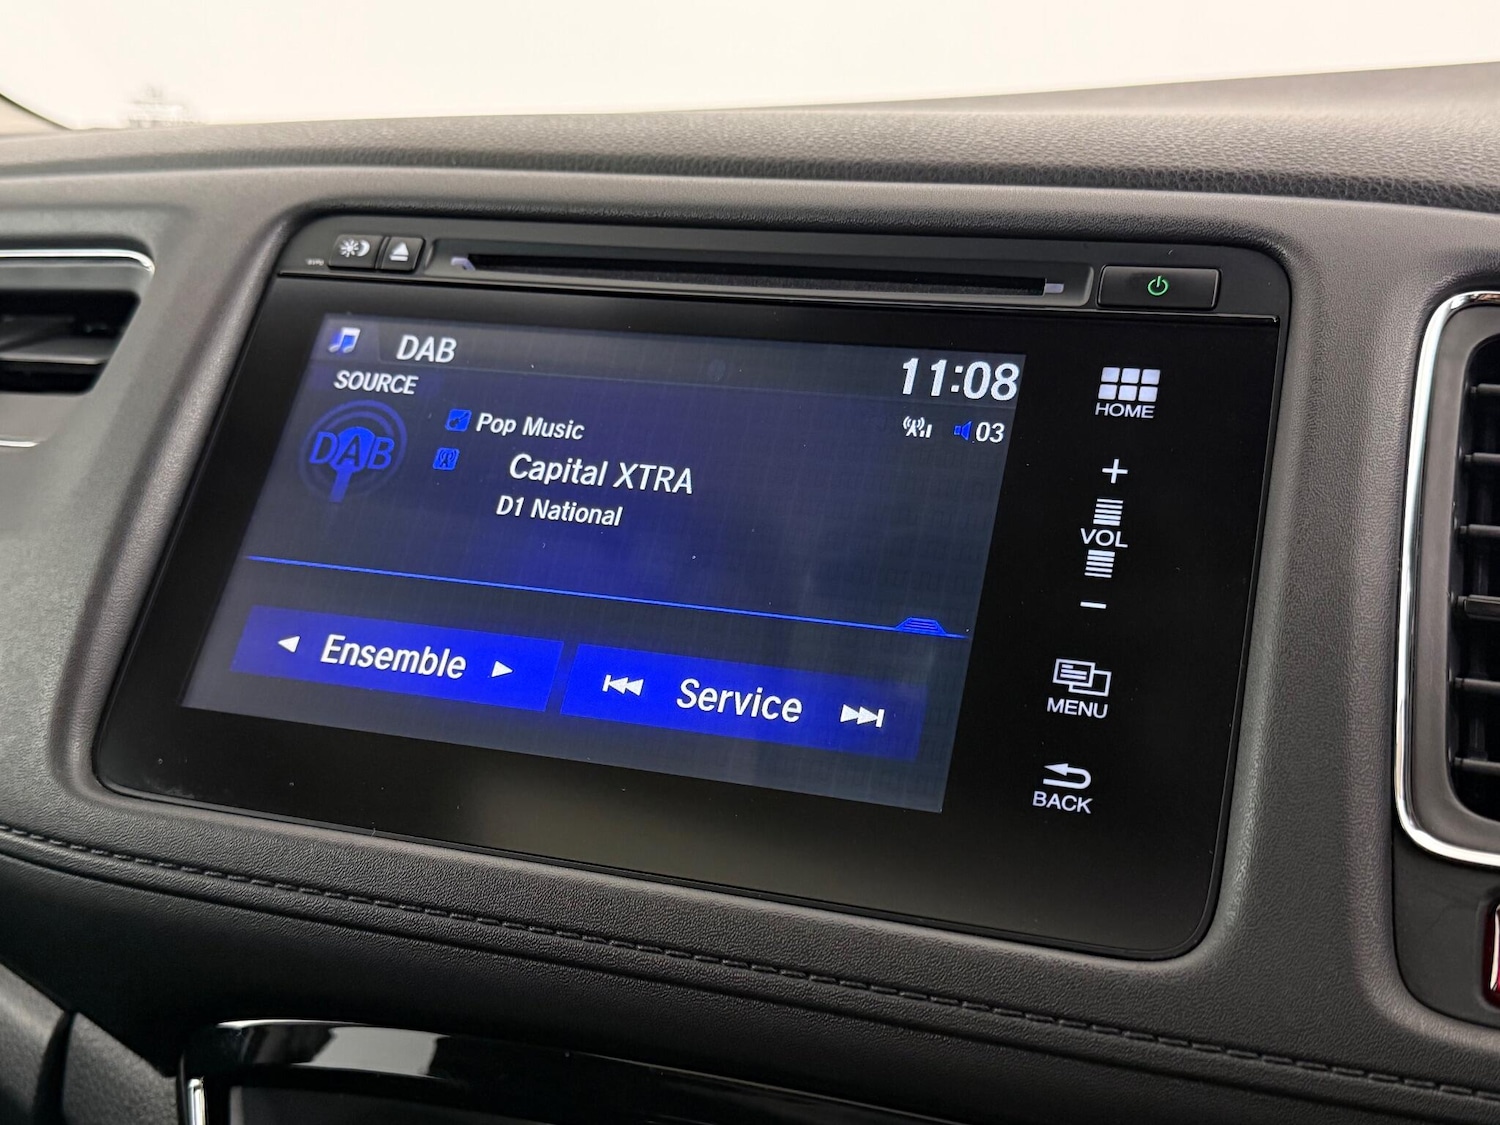 DAB
11:08
SOURCE
DAB
Pop Music
03
Capital XTRA
D1 National
Ensemble
Service
HOME
+
VOL
−
MENU
BACK